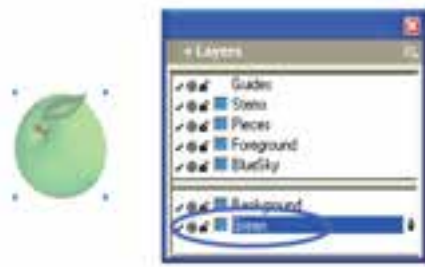 Layers
Guides
Stems
Pieces
Foreground
BlueSky
Background